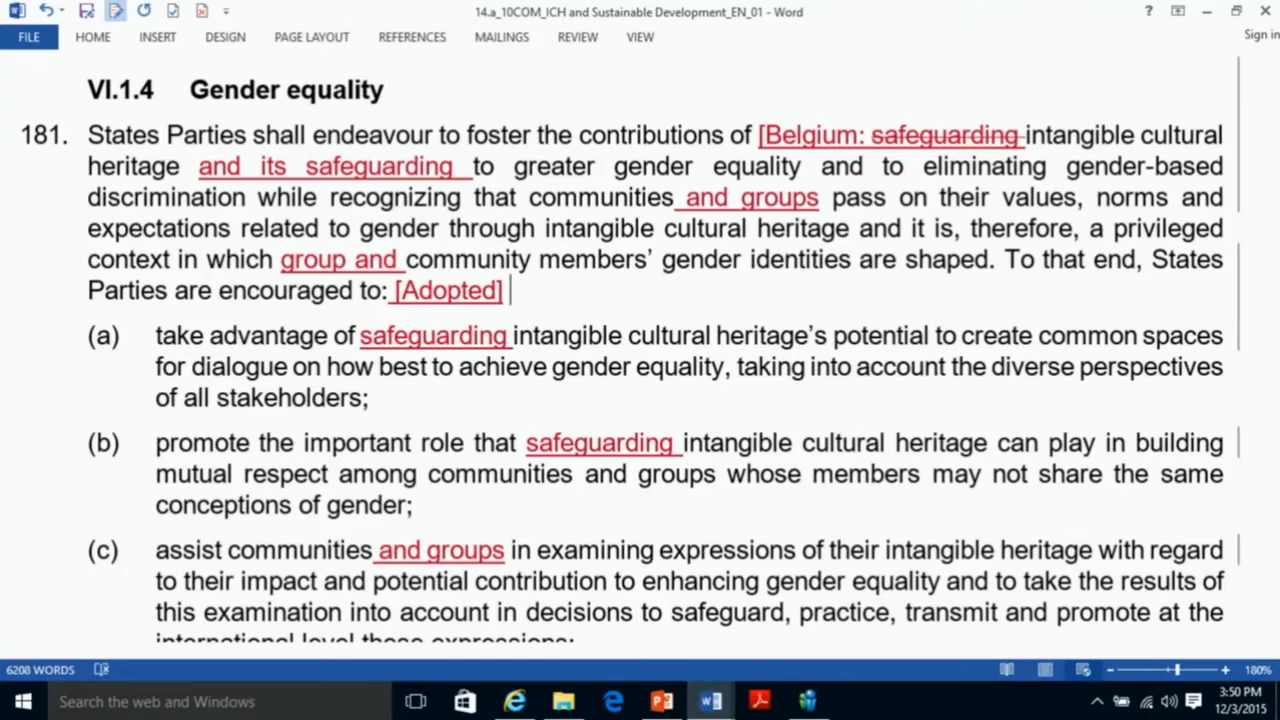 14.a_10COM_ICH and Sustainable Development_EN_01 - Word
FILE HOME INSERT DESIGN PAGE LAYOUT REFERENCES MAILINGS REVIEW VIEW Sign in
VI.1.4 Gender equality
181. States Parties shall endeavour to foster the contributions of [Belgium: safeguarding intangible cultural
heritage and its safeguarding to greater gender equality and to eliminating gender-based
discrimination while recognizing that communities and groups pass on their values, norms and
expectations related to gender through intangible cultural heritage and it is, therefore, a privileged
context in which group and community members’ gender identities are shaped. To that end, States
Parties are encouraged to: [Adopted]
(a) take advantage of safeguarding intangible cultural heritage’s potential to create common spaces
for dialogue on how best to achieve gender equality, taking into account the diverse perspectives
of all stakeholders;
(b) promote the important role that safeguarding intangible cultural heritage can play in building
mutual respect among communities and groups whose members may not share the same
conceptions of gender;
(c) assist communities and groups in examining expressions of their intangible heritage with regard
to their impact and potential contribution to enhancing gender equality and to take the results of
this examination into account in decisions to safeguard, practice, transmit and promote at the
international level these expressions;
6208 WORDS 180%
Search the web and Windows
3:50 PM
12/3/2015